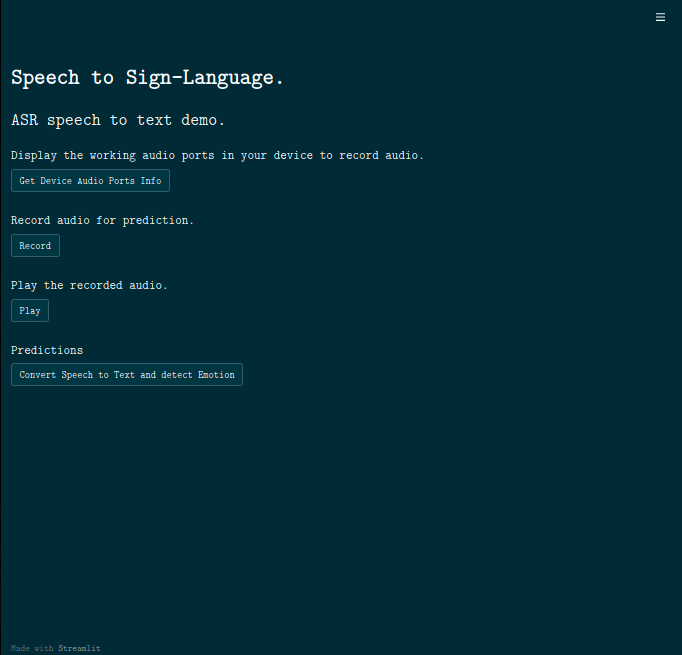 Speech to Sign-Language.
ASR speech to text demo.
Display the working audio ports in your device to record audio.
Get Device Audio Ports Info
Record audio for prediction.
Record
Play the recorded audio.
Play
Predictions
Convert Speech to Text and detect Emotion
Made with Streamlit